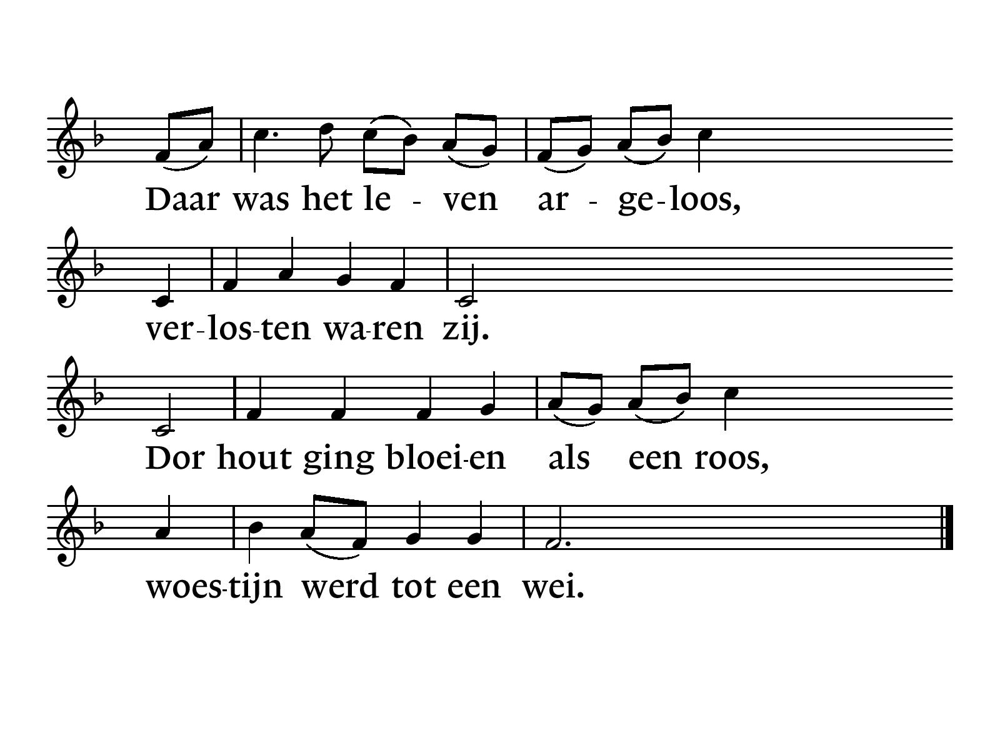 Daar was het le - ven ar - ge-loos,
ver-los-ten wa-ren zij.
Dor hout ging bloei-en als een roos,
woes-tijn werd tot een wei.